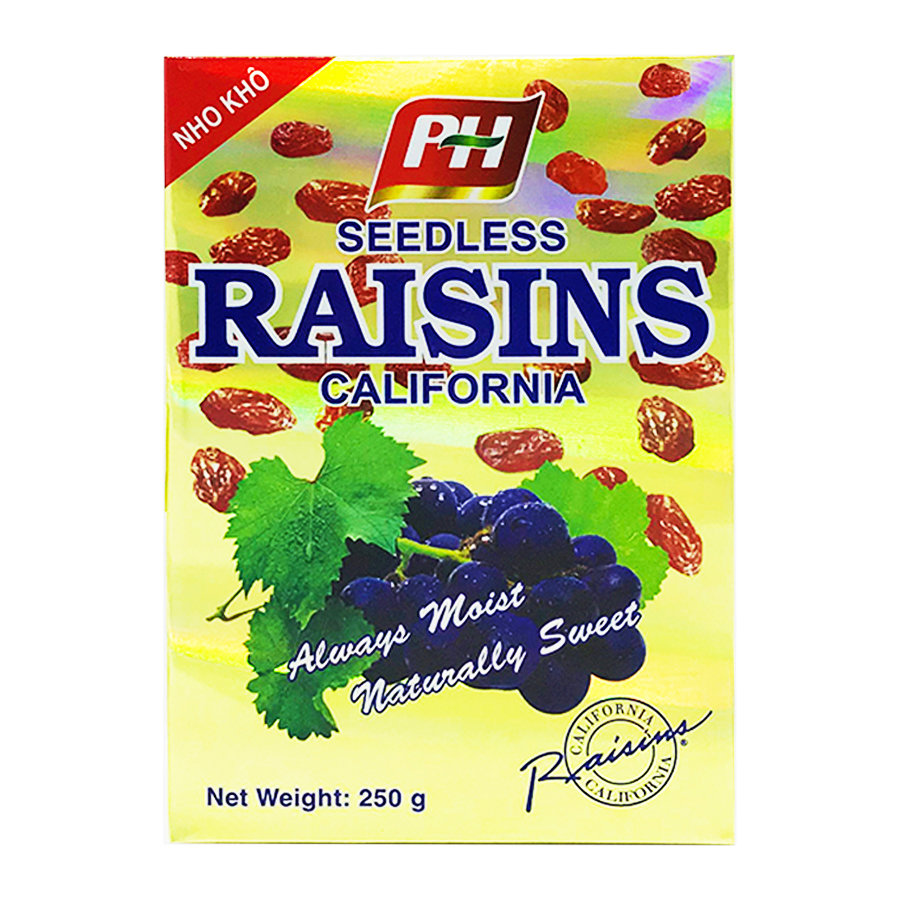 NHO KHÔ
PH
SEEDLESS
RAISINS
CALIFORNIA
Always Moist
Naturally Sweet
CALIFORNIA
Raisins®
CALIFORNIA
Net Weight: 250 g